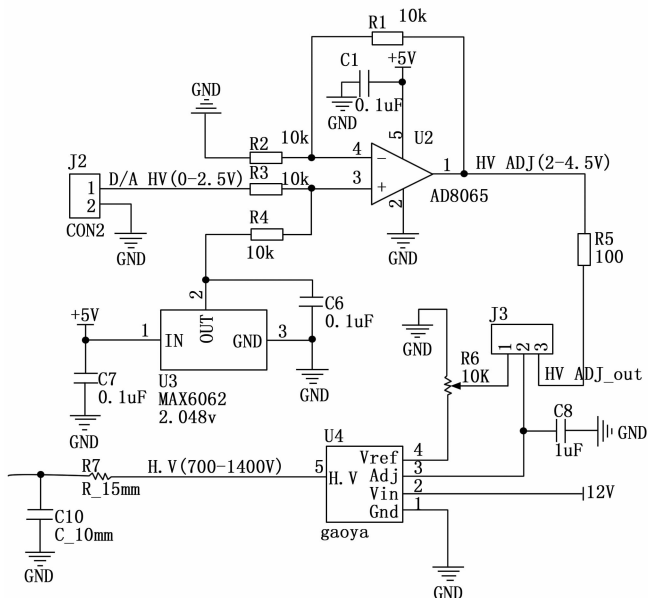 R1
10k
C1
+5V
GND
GND
0.1uF
5
U2
R2
10k
4
−
J2
1
D/A HV(0-2.5V)
R3
10k
3
+
1
HV ADJ(2-4.5V)
AD8065
2
2
CON2
GND
R4
10k
GND
R5
100
GND
2
+5V
1
IN
OUT
GND
3
C6
0.1uF
C7
0.1uF
U3
MAX6062
2.048v
GND
GND
GND
J3
R6
10K
1
2
3
HV ADJ_out
C8
1uF
GND
U4
Vref
4
R7
H.V(700-1400V)
5
H.V
Adj
3
R_15mm
Vin
2
12V
Gnd
1
gaoya
C10
C_10mm
GND
GND